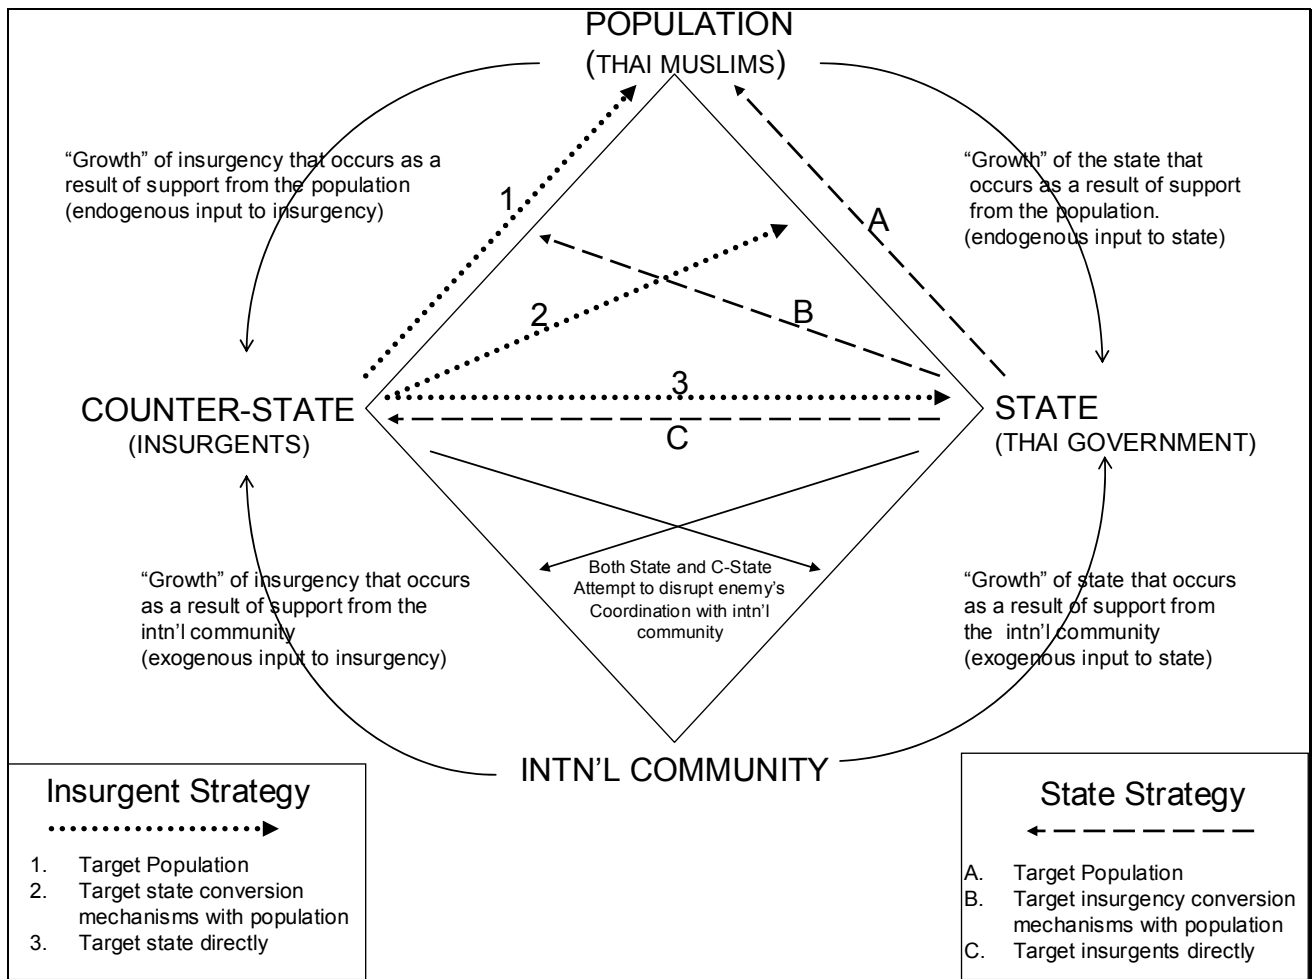 POPULATION
(THAI MUSLIMS)
“Growth” of insurgency that occurs as a
result of support from the population
(endogenous input to insurgency)
“Growth” of the state that
occurs as a result of support
from the population.
(endogenous input to state)
1
A
2
B
3
C
COUNTER-STATE
(INSURGENTS)
STATE
(THAI GOVERNMENT)
“Growth” of insurgency that occurs
as a result of support from the
intn’l community
(exogenous input to insurgency)
Both State and C-State
Attempt to disrupt enemy’s
Coordination with intn’l
community
“Growth” of state that occurs
as a result of support from
the intn’l community
(exogenous input to state)
INTN’L COMMUNITY
Insurgent Strategy
1. Target Population
2. Target state conversion
mechanisms with population
3. Target state directly
State Strategy
A. Target Population
B. Target insurgency conversion
mechanisms with population
C. Target insurgents directly